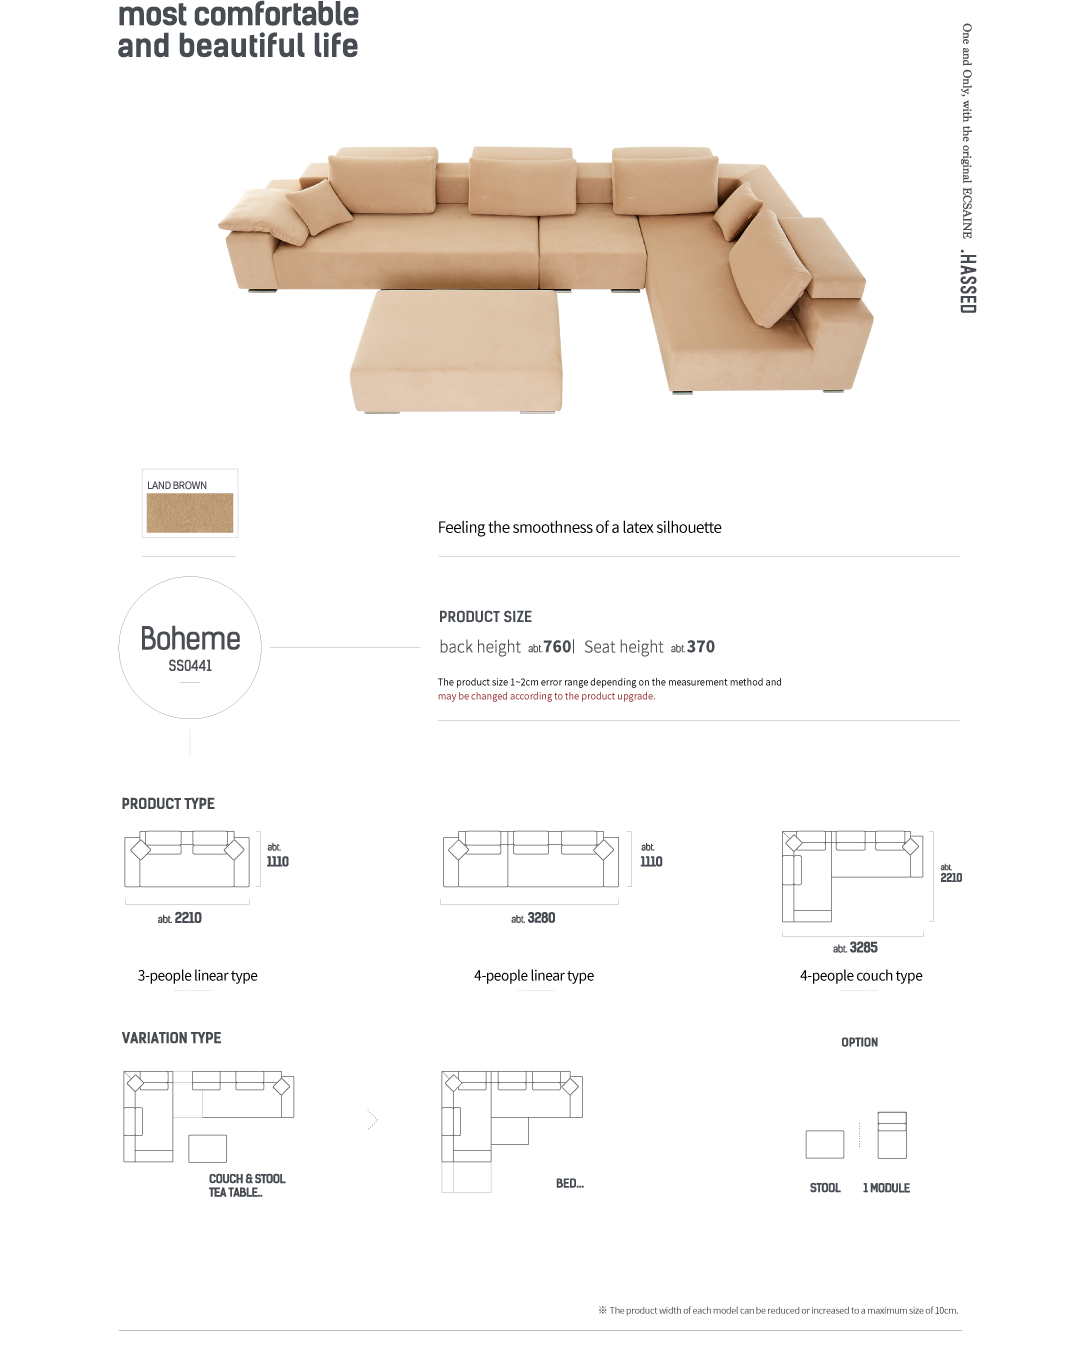 most comfortable
and beautiful life
One and Only, with the original ECSAINE .HASSED
LAND BROWN
Feeling the smoothness of a latex silhouette
Boheme
SS0441
PRODUCT SIZE
back height abt.760| Seat height abt.370
The product size 1~2cm error range depending on the measurement method and
may be changed according to the product upgrade.
PRODUCT TYPE
abt.
1110
abt. 2210
3-people linear type
abt.
1110
abt. 3280
4-people linear type
abt.
2210
abt. 3285
4-people couch type
VARIATION TYPE
COUCH & STOOL
TEA TABLE..
BED...
OPTION
STOOL
1 MODULE
※ The product width of each model can be reduced or increased to a maximum size of 10cm.